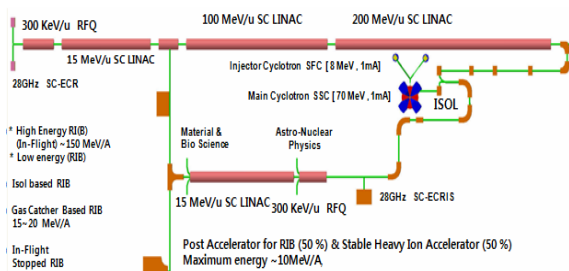 100 MeV/u SC LINAC
200 MeV/u SC LINAC
300 KeV/u RFQ
15 MeV/u SC LINAC
Injector Cyclotron SFC [8 MeV, 1mA]
28GHz SC-ECR
Main Cyclotron SSC [70 MeV, 1mA]
ISOL
* High Energy RI(B)
(In-Flight) ~150 MeV/A
* Low energy (RIB)
Material &
Bio Science
Astro-Nuclear
Physics
Isol based RIB
15 MeV/u SC LINAC
300 KeV/u RFQ
28GHz SC-ECRIS
Gas Catcher Based RIB
15~20 MeV/A
In-Flight
Stopped RIB
Post Accelerator for RIB (50 %) & Stable Heavy Ion Accelerator (50 %)
Maximum energy ~10MeV/A,